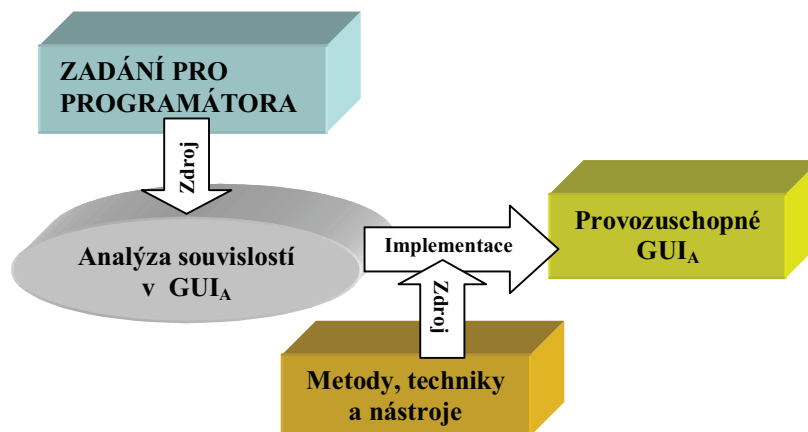 ZADÁNÍ PRO
PROGRAMÁTORA
Zdroj
Analýza souvislostí
v GUIA
Implementace
Provozuschopné
GUIA
Zdroj
Metody, techniky
a nástroje